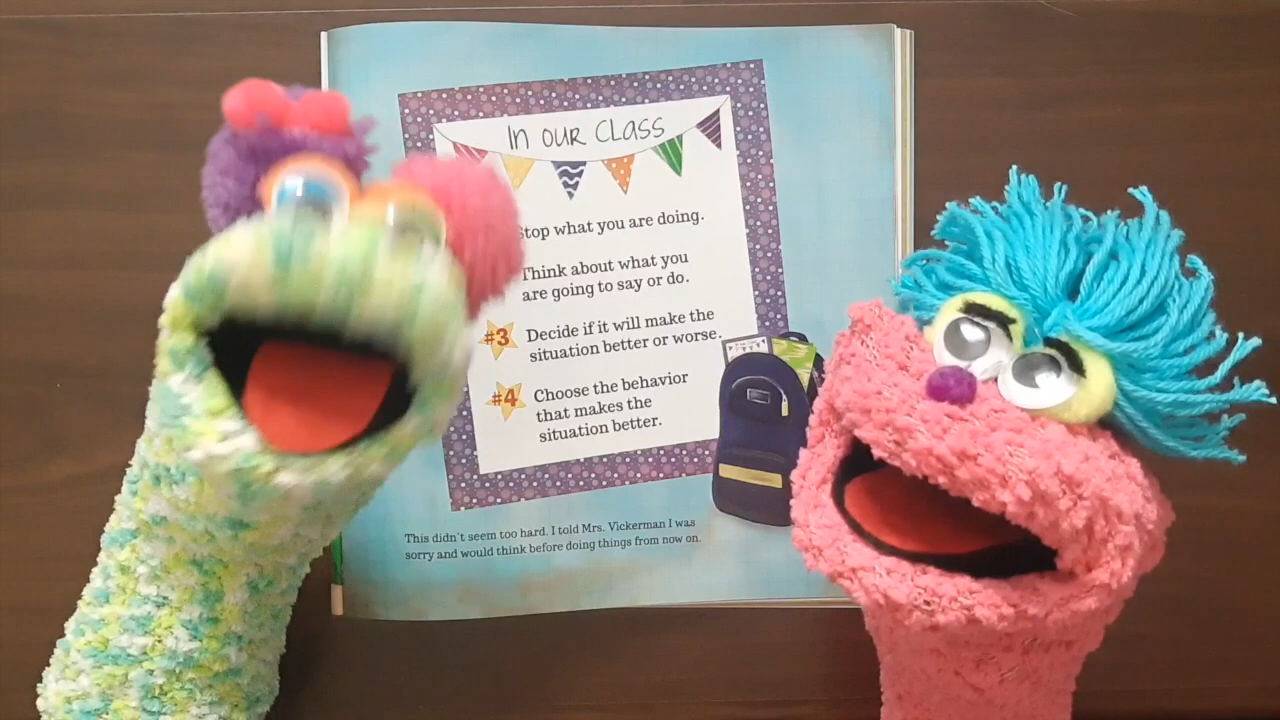 In our Class
Stop what you are doing.
Think about what you
are going to say or do.
#3 Decide if it will make the
situation better or worse.
#4 Choose the behavior
that makes the
situation better.
This didn't seem too hard. I told Mrs. Vickerman I was
sorry and would think before doing things from now on.